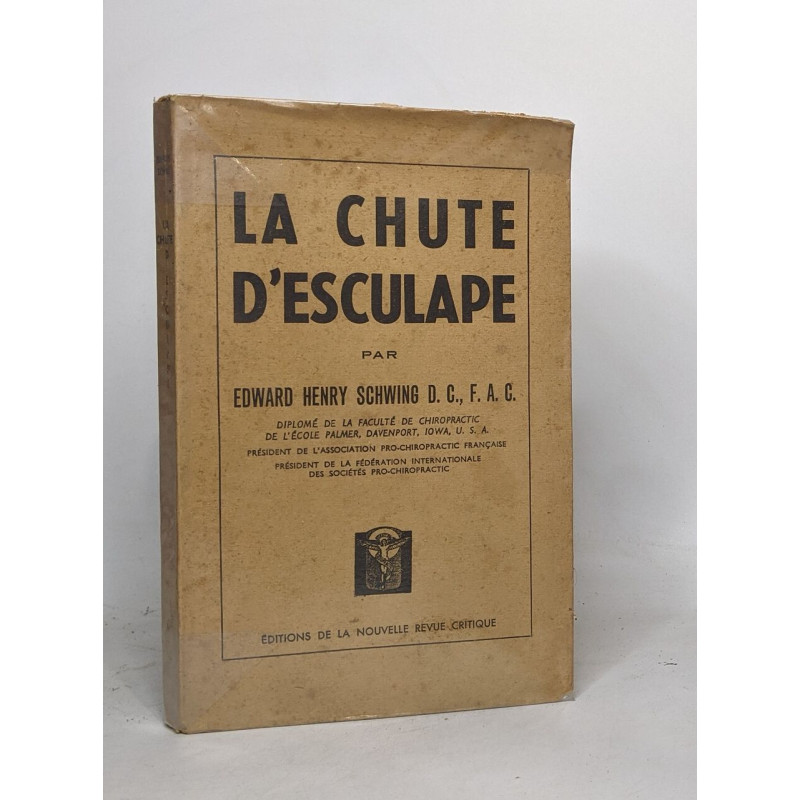 LA CHUTE
D'ESCULAPE
PAR
EDWARD HENRY SCHWING D. C., F. A. C.
DIPLOMÉ DE LA FACULTÉ DE CHIROPRACTIC
DE L'ÉCOLE PALMER, DAVENPORT, IOWA, U. S. A.
PRÉSIDENT DE L'ASSOCIATION PRO-CHIROPRACTIC FRANÇAISE
PRÉSIDENT DE LA FÉDÉRATION INTERNATIONALE
DES SOCIÉTÉS PRO-CHIROPRACTIC
ÉDITIONS DE LA NOUVELLE REVUE CRITIQUE
LA
CHUTE